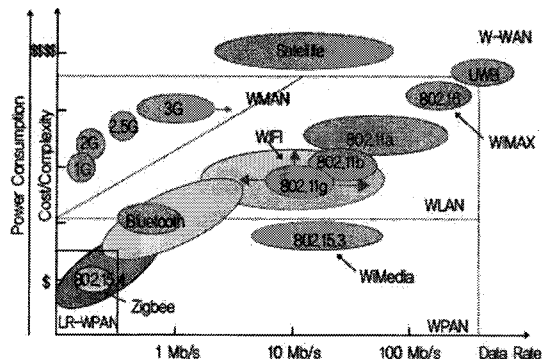 $$$$
Satellite
W-WAN
UWB
802.16
3G
WMAN
WIMAX
2.5G
802.11a
2G
WIFI
802.11b
1G
802.11g
Power Consumption
Cost/Complexity
WLAN
Bluetooth
802.15.3
$
802.15.4
WiMedia
Zigbee
LR-WPAN
WPAN
1 Mb/s
10 Mb/s
100 Mb/s
Data Rate